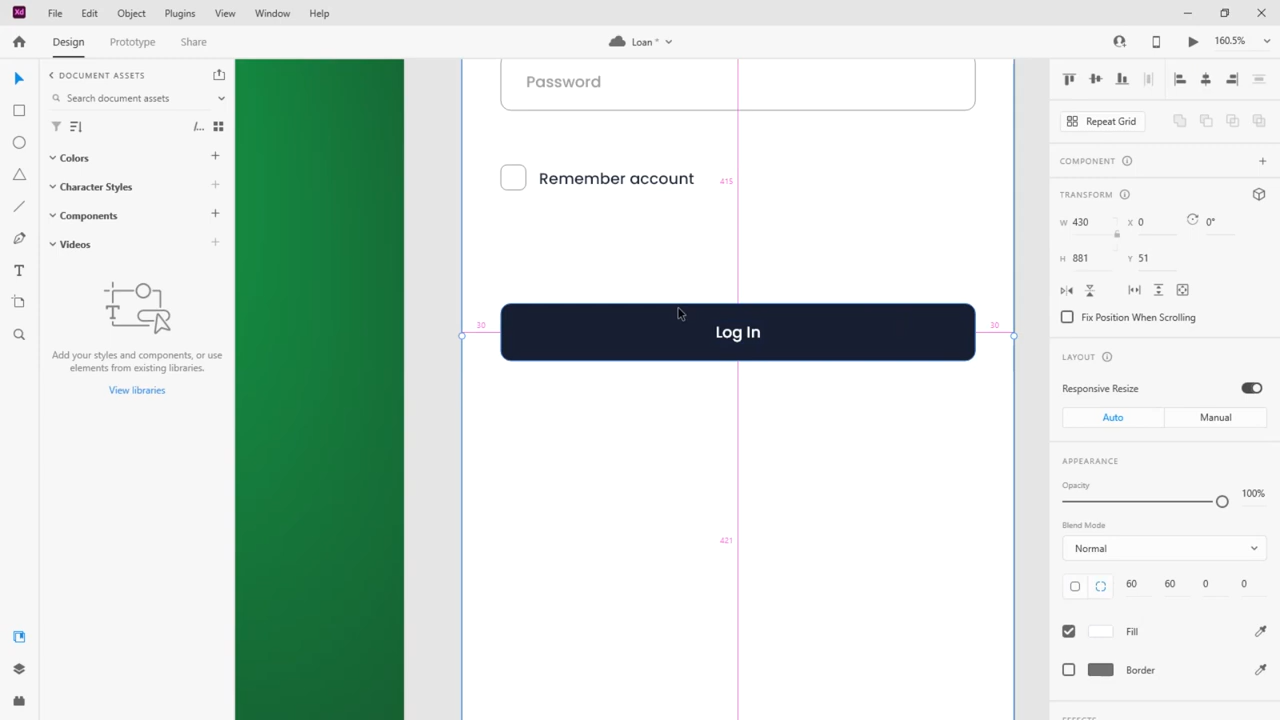 Xd File Edit Object Plugins View Window Help
Design Prototype Share Loan * 160.5%
DOCUMENT ASSETS
Search document assets
/...
Colors
Character Styles
Components
Videos
Add your styles and components, or use
elements from existing libraries.
View libraries
Password
Remember account
415
30
Log In
30
421
Repeat Grid
COMPONENT
TRANSFORM
W 430 X 0 0°
H 881 Y 51
Fix Position When Scrolling
LAYOUT
Responsive Resize
Auto Manual
APPEARANCE
Opacity
100%
Blend Mode
Normal
60 60 0 0
Fill
Border